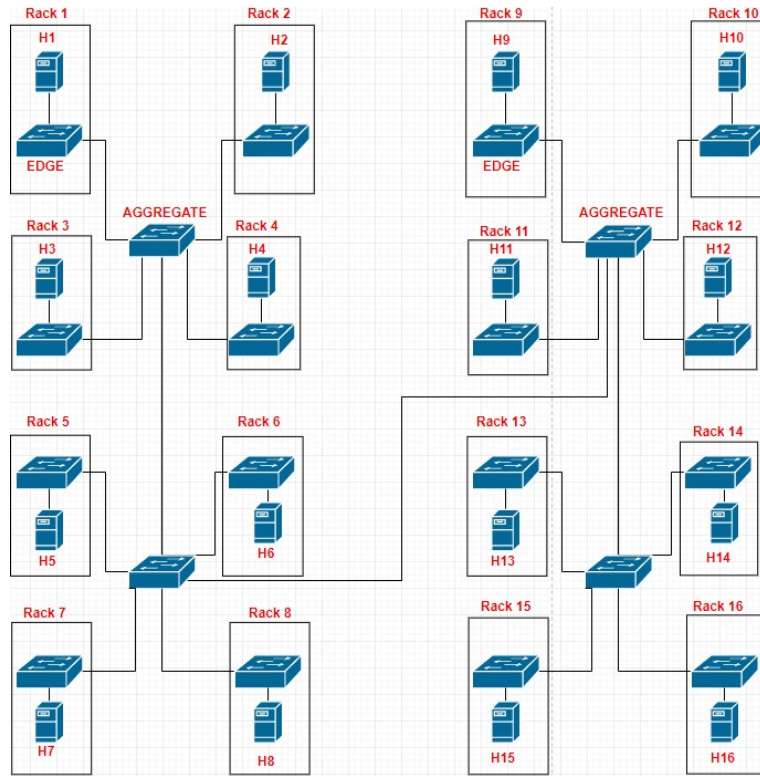 Rack 1
Rack 2
Rack 9
Rack 10
H1
H2
H9
H10
EDGE
EDGE
AGGREGATE
AGGREGATE
Rack 3
Rack 4
Rack 11
Rack 12
H3
H4
H11
H12
Rack 5
Rack 6
Rack 13
Rack 14
H5
H6
H13
H14
Rack 7
Rack 8
Rack 15
Rack 16
H7
H8
H15
H16